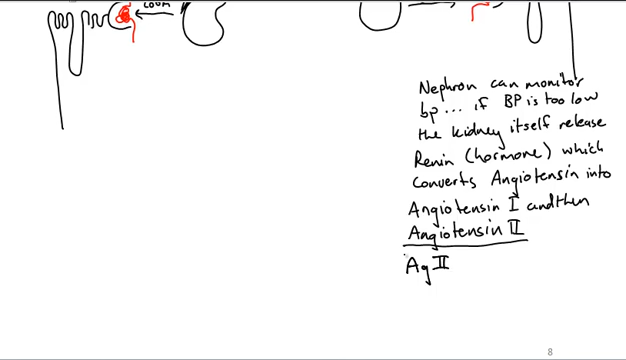 zoom
Nephron can monitor
bp... if BP is too low
the kidney itself release
Renin (hormone) which
converts Angiotensin into
Angiotensin I and then
Angiotensin II
Ag II
8